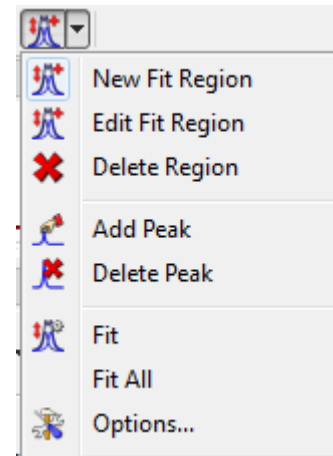 New Fit Region
Edit Fit Region
Delete Region
Add Peak
Delete Peak
Fit
Fit All
Options...